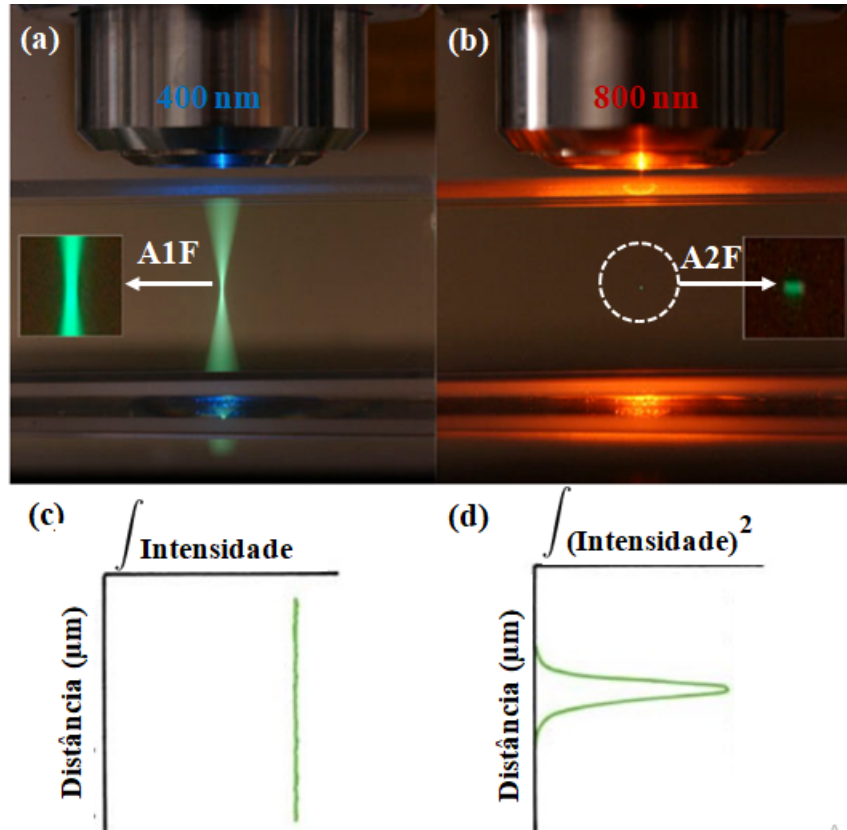 (a)
400 nm
A1F
(b)
800 nm
A2F
(c)
∫ Intensidade
Distância (μm)
(d)
∫ (Intensidade)²
Distância (μm)